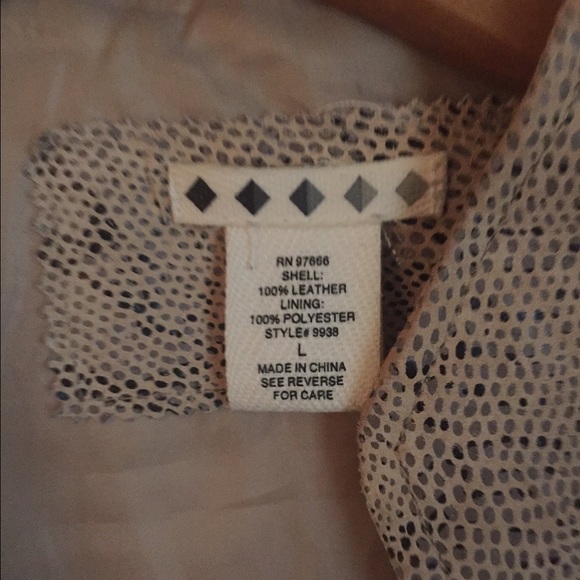 RN 97666
SHELL:
100% LEATHER
LINING:
100% POLYESTER
STYLE# 9938
L
MADE IN CHINA
SEE REVERSE
FOR CARE